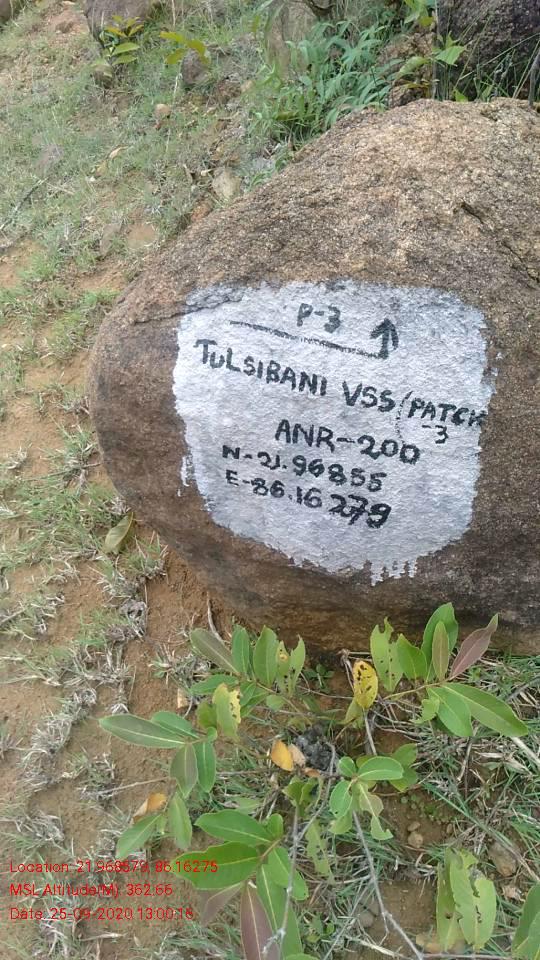 P-3
TULSIBANI VSS/PATCH
-3
ANR-200
N-21.96855
E-86.16279
Location: 21.968579, 86.16275
MSL Altitude(M): 362.66
Date: 25-09-2020 13:00:16